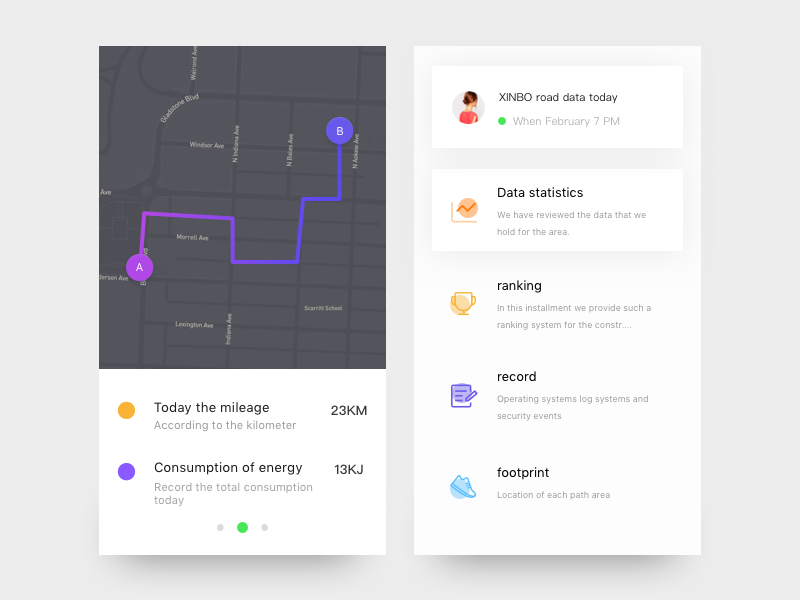 Walrond Ave
Gladstone Blvd
Windsor Ave
N Indiana Ave
N Bales Ave
N Askew Ave
B
Ave
Morrell Ave
A
derson Ave
Scarritt School
Lexington Ave
Indiana Ave
Today the mileage
23KM
According to the kilometer
Consumption of energy
13KJ
Record the total consumption
today
XINBO road data today
When February 7 PM
Data statistics
We have reviewed the data that we
hold for the area.
ranking
In this installment we provide such a
ranking system for the constr....
record
Operating systems log systems and
security events
footprint
Location of each path area